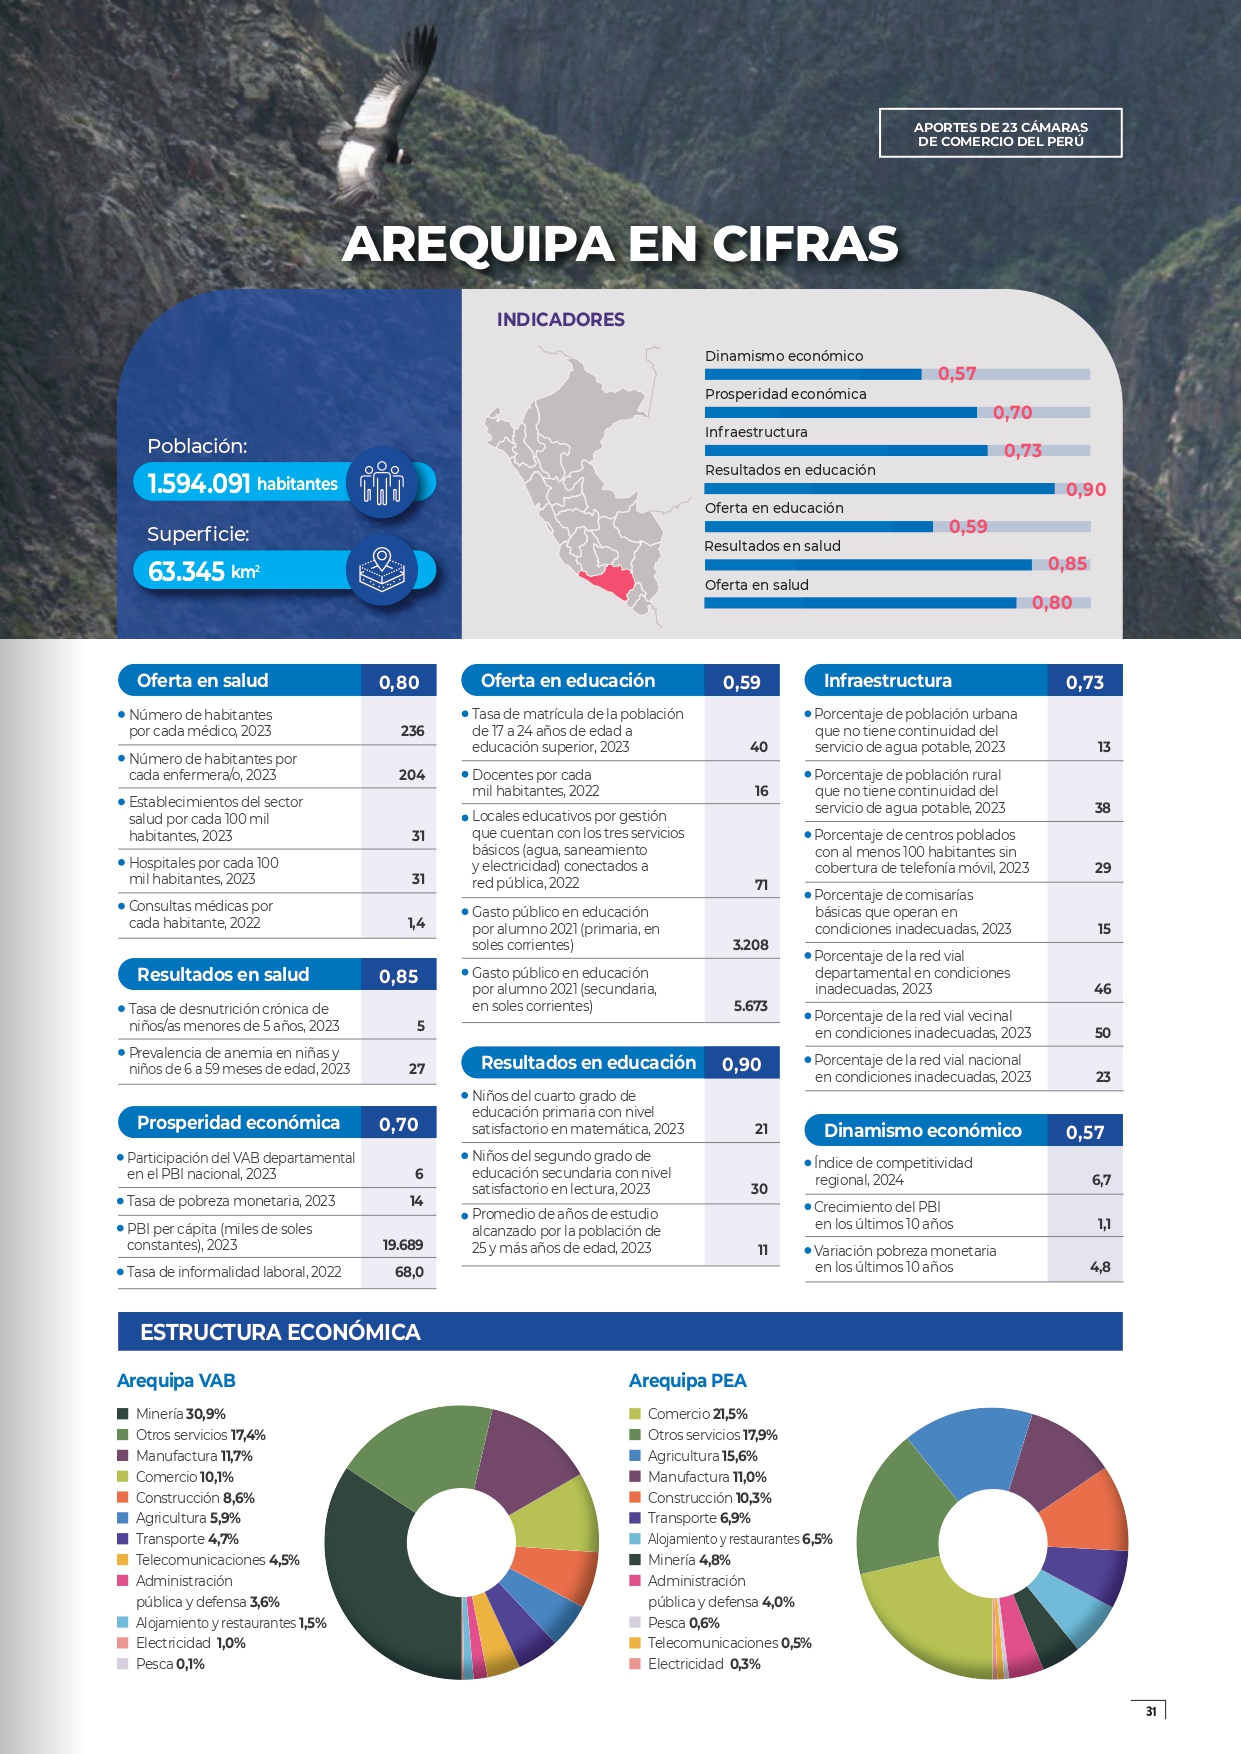 APORTES DE 23 CÁMARAS
DE COMERCIO DEL PERÚ
AREQUIPA EN CIFRAS
Población:
1.594.091 habitantes
Superficie:
63.345 km²
INDICADORES
Dinamismo económico
0,57
Prosperidad económica
0,70
Infraestructura
0,73
Resultados en educación
0,90
Oferta en educación
0,59
Resultados en salud
0,85
Oferta en salud
0,80
Oferta en salud 0,80
Número de habitantes
por cada médico, 2023 236
Número de habitantes por
cada enfermera/o, 2023 204
Establecimientos del sector
salud por cada 100 mil
habitantes, 2023 31
Hospitales por cada 100
mil habitantes, 2023 31
Consultas médicas por
cada habitante, 2022 1,4
Resultados en salud 0,85
Tasa de desnutrición crónica de
niños/as menores de 5 años, 2023 5
Prevalencia de anemia en niñas y
niños de 6 a 59 meses de edad, 2023 27
Prosperidad económica 0,70
Participación del VAB departamental
en el PBI nacional, 2023 6
Tasa de pobreza monetaria, 2023 14
PBI per cápita (miles de soles
constantes), 2023 19.689
Tasa de informalidad laboral, 2022 68,0
Oferta en educación 0,59
Tasa de matrícula de la población
de 17 a 24 años de edad a
educación superior, 2023 40
Docentes por cada
mil habitantes, 2022 16
Locales educativos por gestión
que cuentan con los tres servicios
básicos (agua, saneamiento
y electricidad) conectados a
red pública, 2022 71
Gasto público en educación
por alumno 2021 (primaria, en
soles corrientes) 3.208
Gasto público en educación
por alumno 2021 (secundaria,
en soles corrientes) 5.673
Resultados en educación 0,90
Niños del cuarto grado de
educación primaria con nivel
satisfactorio en matemática, 2023 21
Niños del segundo grado de
educación secundaria con nivel
satisfactorio en lectura, 2023 30
Promedio de años de estudio
alcanzado por la población de
25 y más años de edad, 2023 11
Infraestructura 0,73
Porcentaje de población urbana
que no tiene continuidad del
servicio de agua potable, 2023 13
Porcentaje de población rural
que no tiene continuidad del
servicio de agua potable, 2023 38
Porcentaje de centros poblados
con al menos 100 habitantes sin
cobertura de telefonía móvil, 2023 29
Porcentaje de comisarías
básicas que operan en
condiciones inadecuadas, 2023 15
Porcentaje de la red vial
departamental en condiciones
inadecuadas, 2023 46
Porcentaje de la red vial vecinal
en condiciones inadecuadas, 2023 50
Porcentaje de la red vial nacional
en condiciones inadecuadas, 2023 23
Dinamismo económico 0,57
Índice de competitividad
regional, 2024 6,7
Crecimiento del PBI
en los últimos 10 años 1,1
Variación pobreza monetaria
en los últimos 10 años 4,8
ESTRUCTURA ECONÓMICA
Arequipa VAB
Minería 30,9%
Otros servicios 17,4%
Manufactura 11,7%
Comercio 10,1%
Construcción 8,6%
Agricultura 5,9%
Transporte 4,7%
Telecomunicaciones 4,5%
Administración
pública y defensa 3,6%
Alojamiento y restaurantes 1,5%
Electricidad 1,0%
Pesca 0,1%
Arequipa PEA
Comercio 21,5%
Otros servicios 17,9%
Agricultura 15,6%
Manufactura 11,0%
Construcción 10,3%
Transporte 6,9%
Alojamiento y restaurantes 6,5%
Minería 4,8%
Administración
pública y defensa 4,0%
Pesca 0,6%
Telecomunicaciones 0,5%
Electricidad 0,3%
31